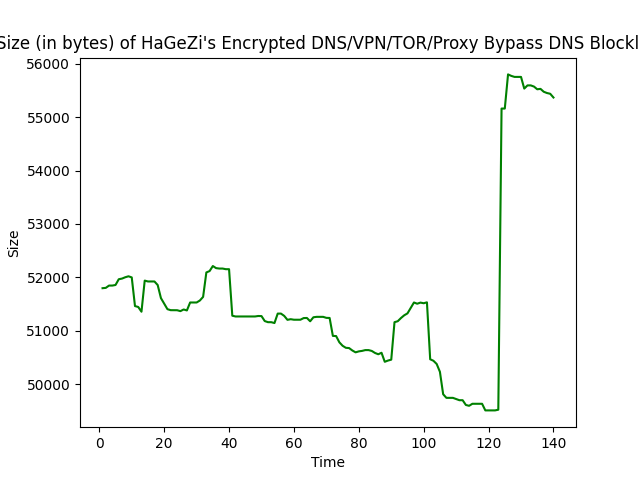 Size (in bytes) of HaGeZi's Encrypted DNS/VPN/TOR/Proxy Bypass DNS Blockl
56000
55000
54000
53000
52000
51000
50000
Size
0 20 40 60 80 100 120 140
Time